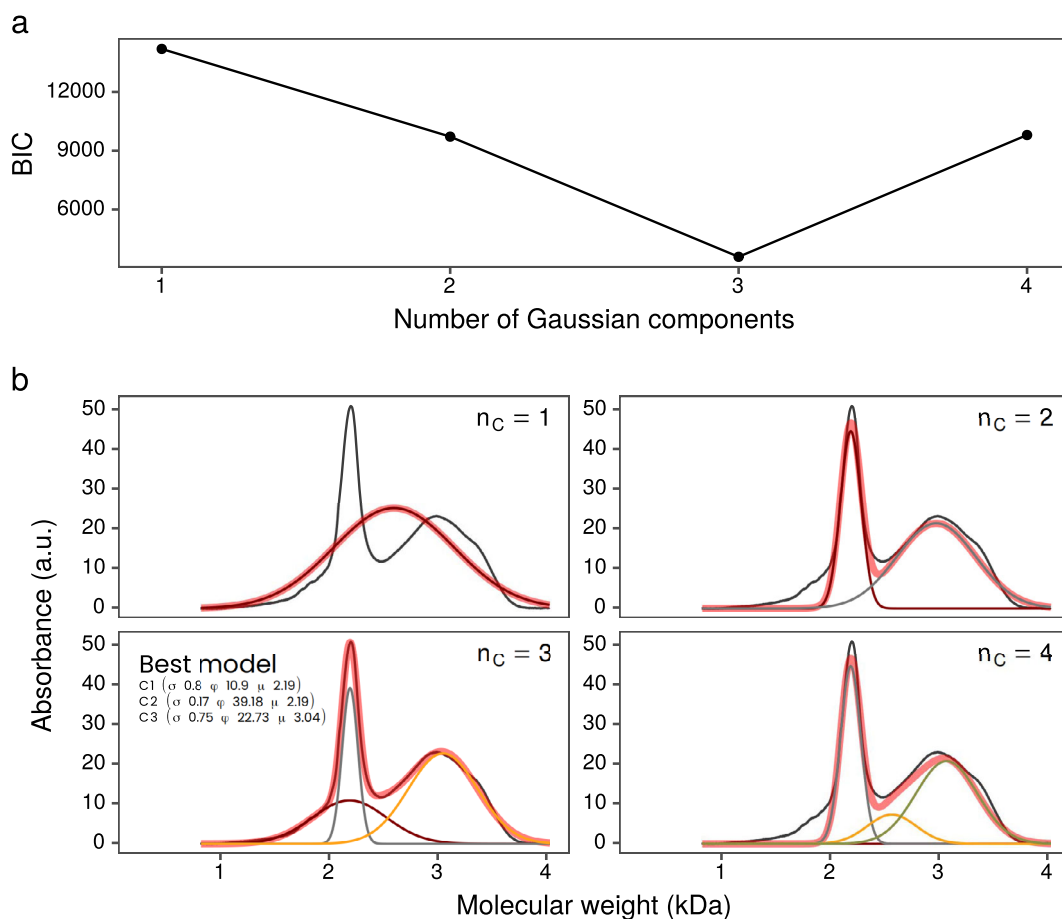 a
BIC
12000
9000
6000
1 2 3 4
Number of Gaussian components
b
Absorbance (a.u.)
50
40
30
20
10
0
n_C = 1
50
40
30
20
10
0
n_C = 2
50
40
30
20
10
0
Best model
C1 (σ 0.8 φ 10.9 μ 2.19)
C2 (σ 0.17 φ 39.18 μ 2.19)
C3 (σ 0.75 φ 22.73 μ 3.04)
n_C = 3
1 2 3 4
50
40
30
20
10
0
n_C = 4
1 2 3 4
Molecular weight (kDa)